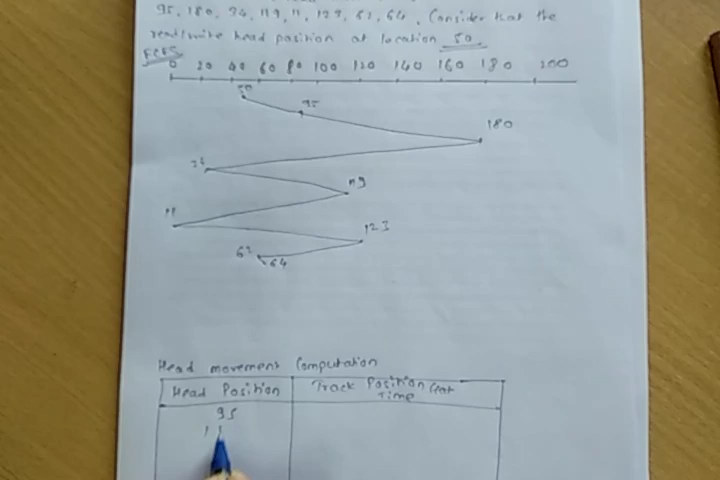 95, 180, 34, 119, 11, 123, 62, 64. Consider that the
read/write head position at location 50.
FCFS
0 20 40 60 80 100 120 140 160 180 200
50
95
180
34
119
11
123
62
64
Head movement Computation
Head Position Track Position
Time
95